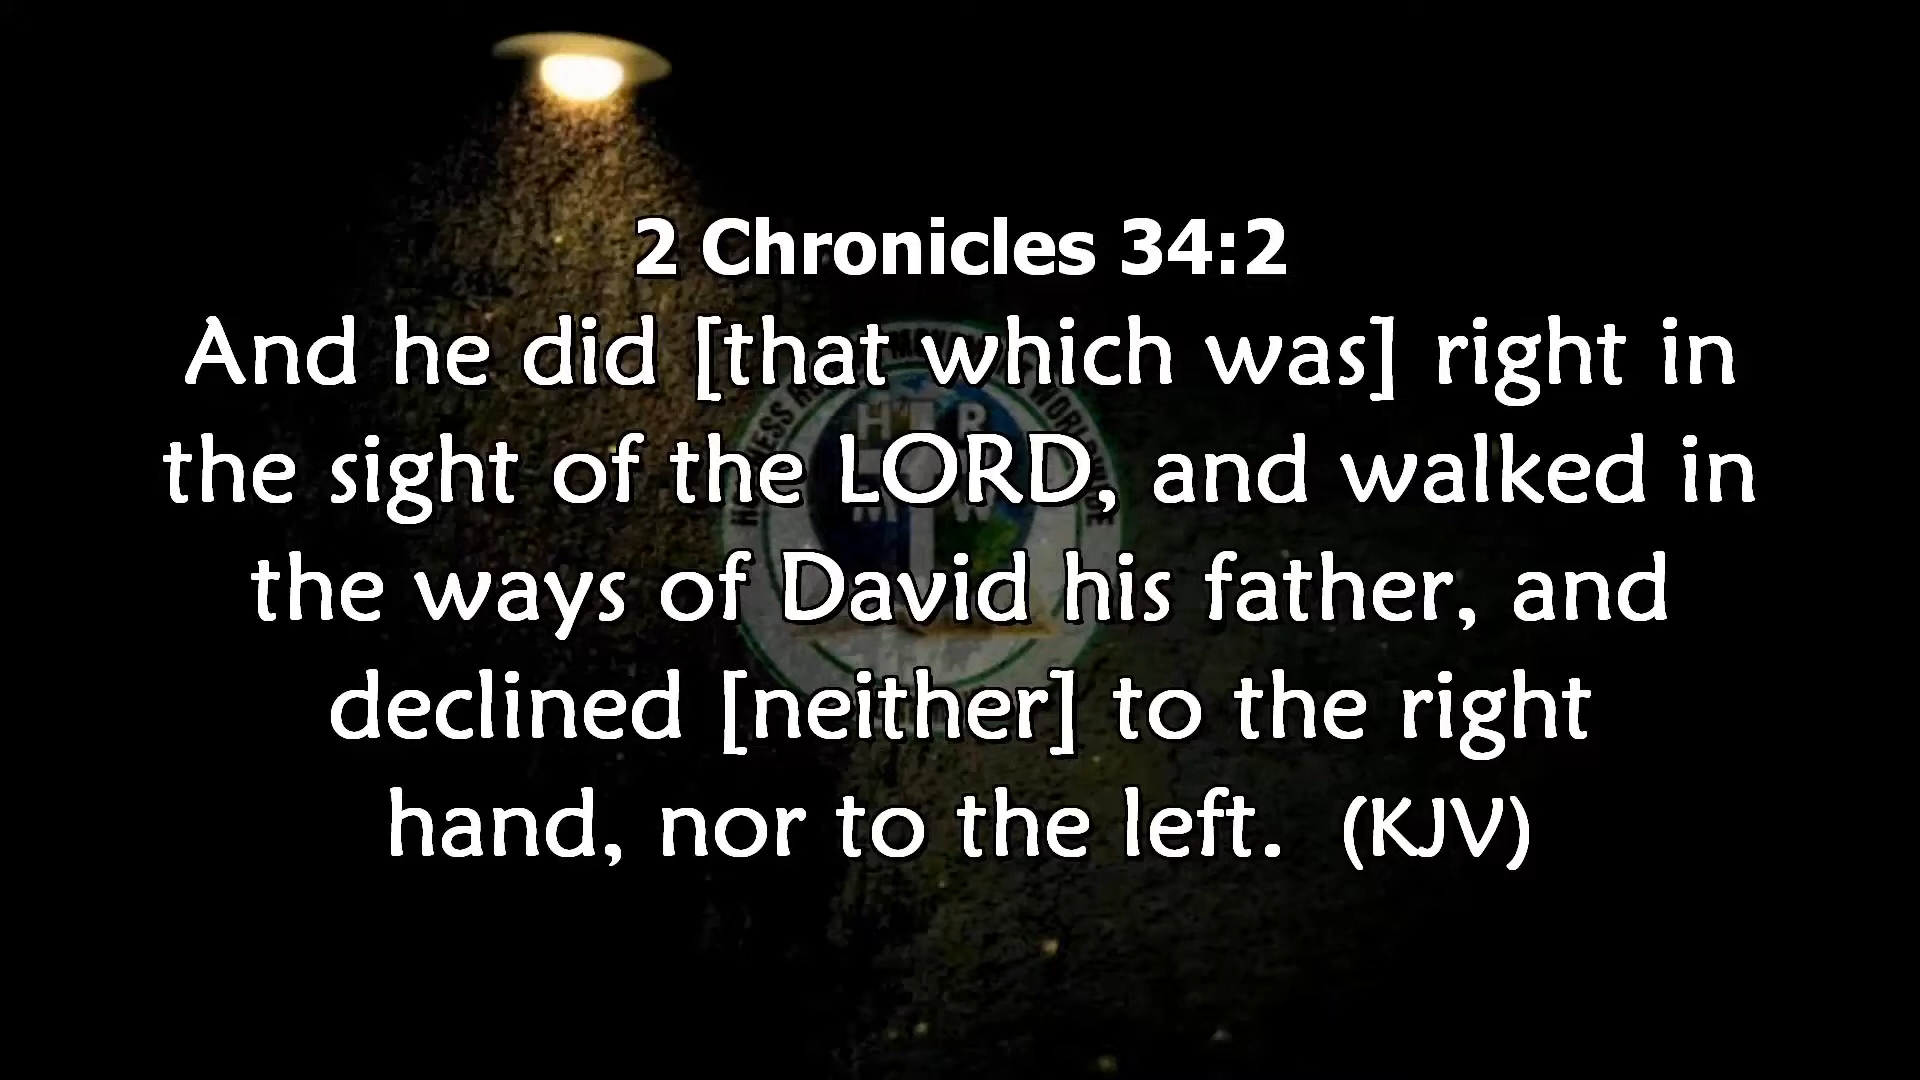 2 Chronicles 34:2
And he did [that which was] right in
the sight of the LORD, and walked in
the ways of David his father, and
declined [neither] to the right
hand, nor to the left. (KJV)